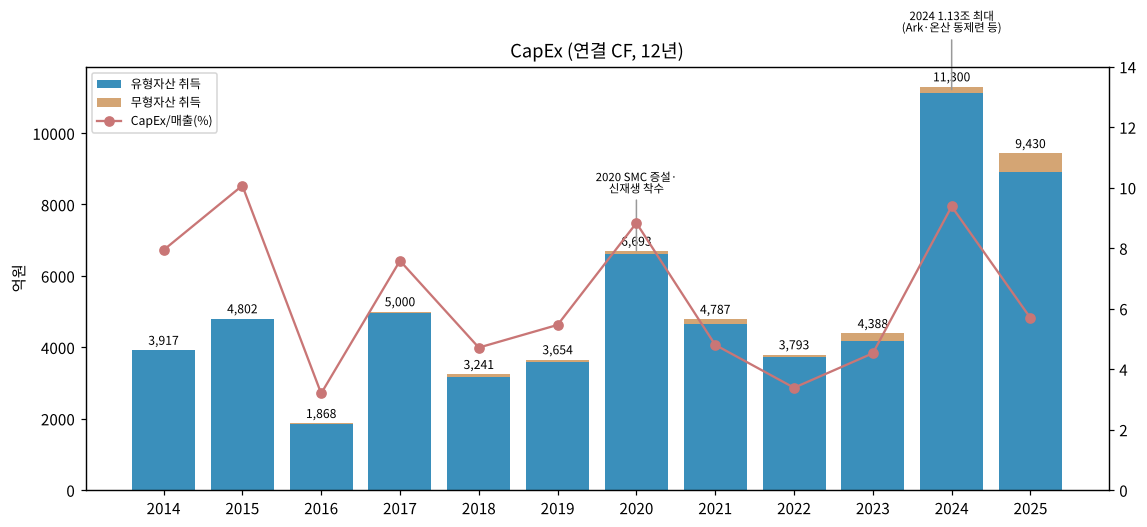 2024 1.13조 최대
(Ark·온산 동제련 등)
CapEx (연결 CF, 12년)
유형자산 취득
무형자산 취득
CapEx/매출(%)
억원
10000
8000
6000
4000
2000
0
14
12
10
8
6
4
2
0
3,917
4,802
1,868
5,000
3,241
3,654
2020 SMC 증설·
신재생 착수
6,693
4,787
3,793
4,388
11,300
9,430
2014 2015 2016 2017 2018 2019 2020 2021 2022 2023 2024 2025